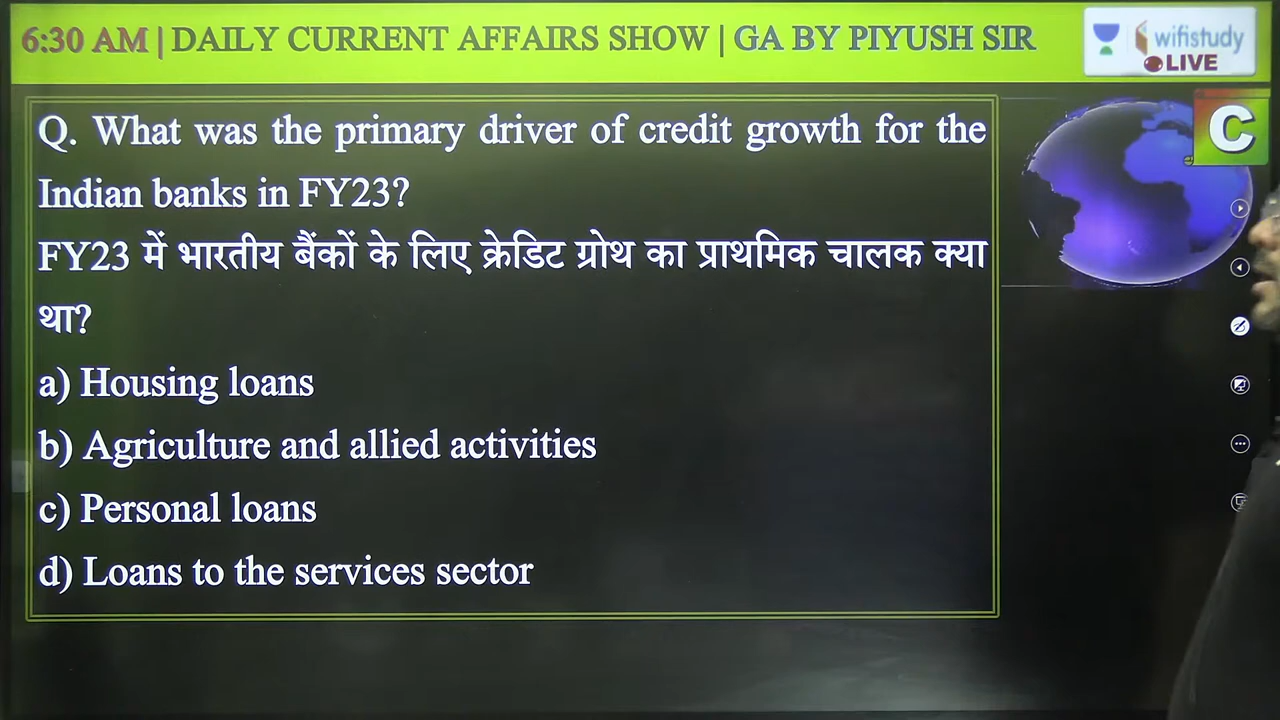 6:30 AM | DAILY CURRENT AFFAIRS SHOW | GA BY PIYUSH SIR
wifistudy
LIVE
C
Q. What was the primary driver of credit growth for the
Indian banks in FY23?
FY23 में भारतीय बैंकों के लिए क्रेडिट ग्रोथ का प्राथमिक चालक क्या
था?
a) Housing loans
b) Agriculture and allied activities
c) Personal loans
d) Loans to the services sector